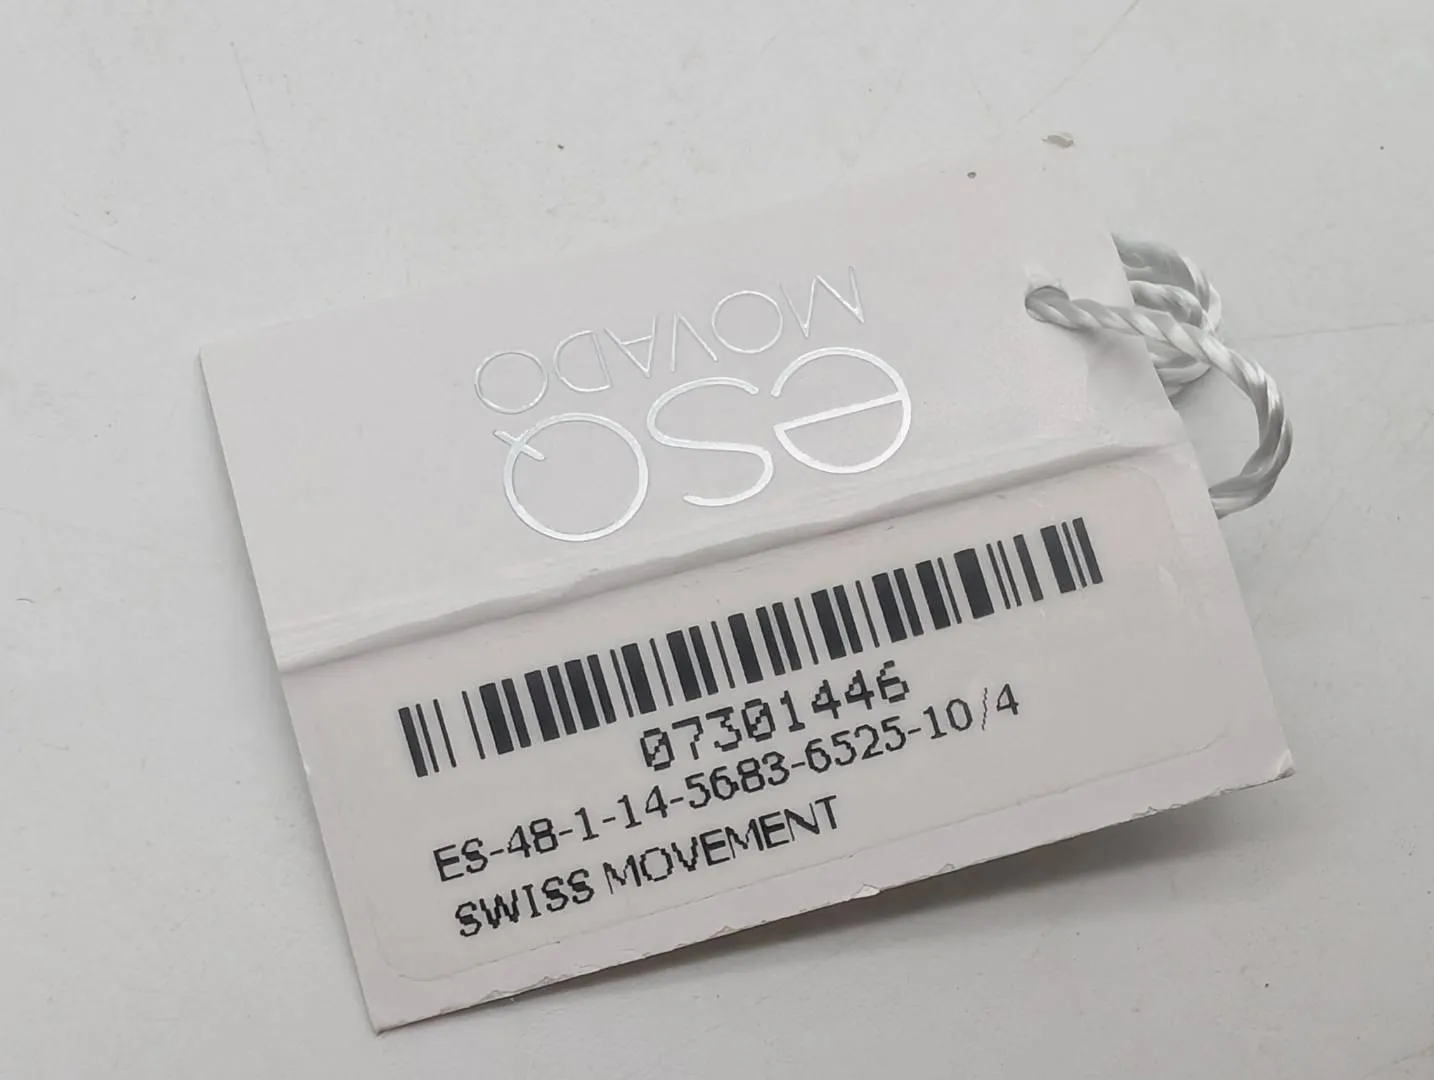 esQ
MOVADO
07301446
ES-48-1-14-5683-6525-10/4
SWISS MOVEMENT